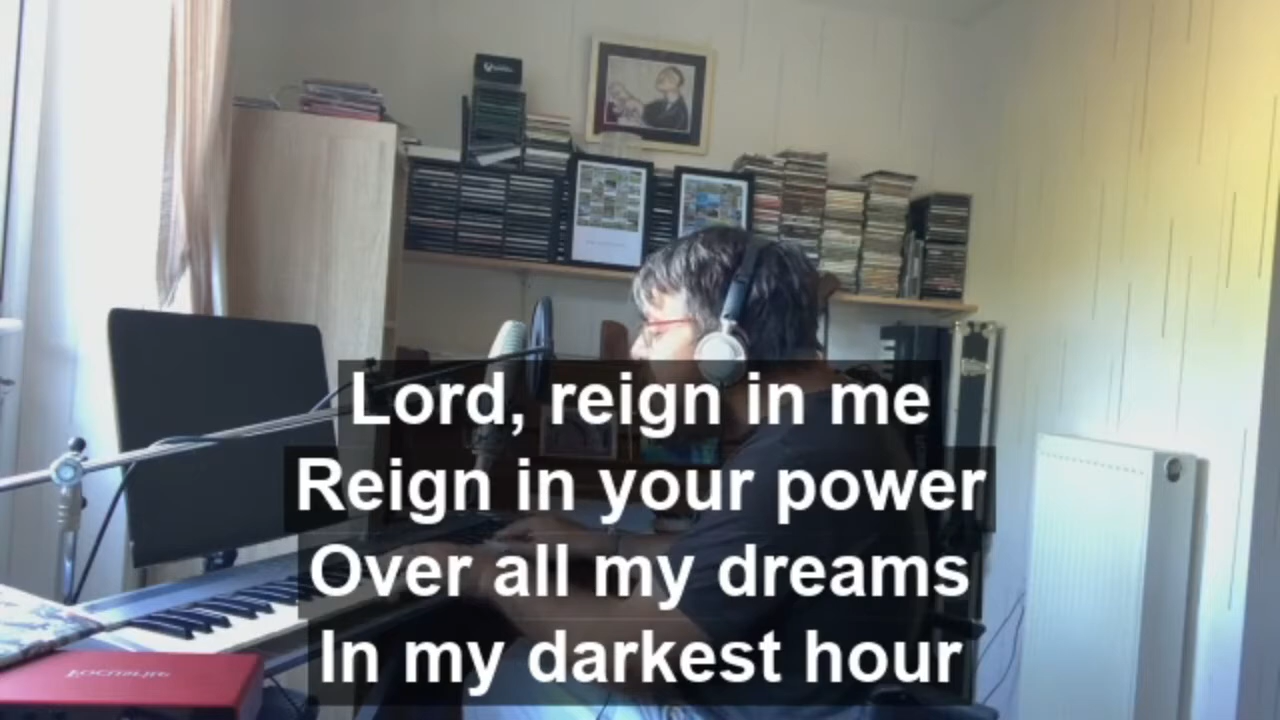 Lord, reign in me
Reign in your power
Over all my dreams
In my darkest hour